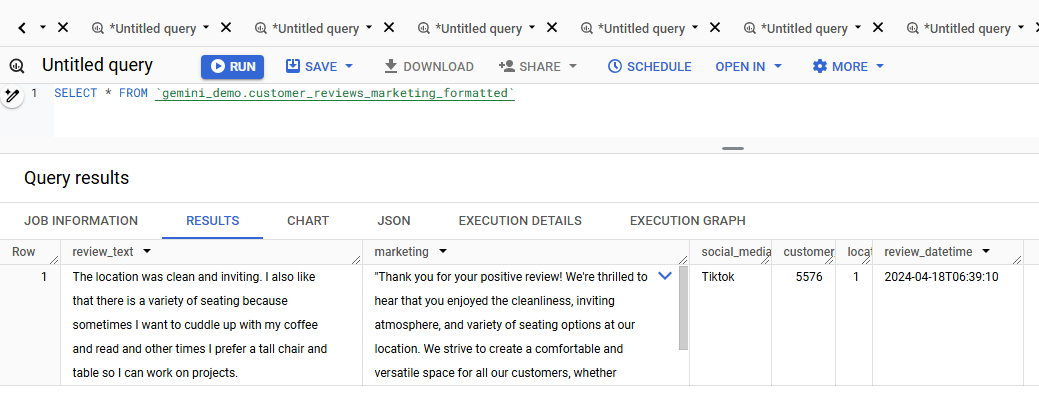 *Untitled query *Untitled query *Untitled query *Untitled query *Untitled query *Untitled query
Untitled query RUN SAVE DOWNLOAD SHARE SCHEDULE OPEN IN MORE
1 SELECT * FROM `gemini_demo.customer_reviews_marketing_formatted`
Query results
JOB INFORMATION RESULTS CHART JSON EXECUTION DETAILS EXECUTION GRAPH
Row review_text marketing social_media customer locat review_datetime
1 The location was clean and inviting. I also like "Thank you for your positive review! We're thrilled to Tiktok 5576 1 2024-04-18T06:39:10
that there is a variety of seating because hear that you enjoyed the cleanliness, inviting
sometimes I want to cuddle up with my coffee atmosphere, and variety of seating options at our
and read and other times I prefer a tall chair and location. We strive to create a comfortable and
table so I can work on projects. versatile space for all our customers, whether